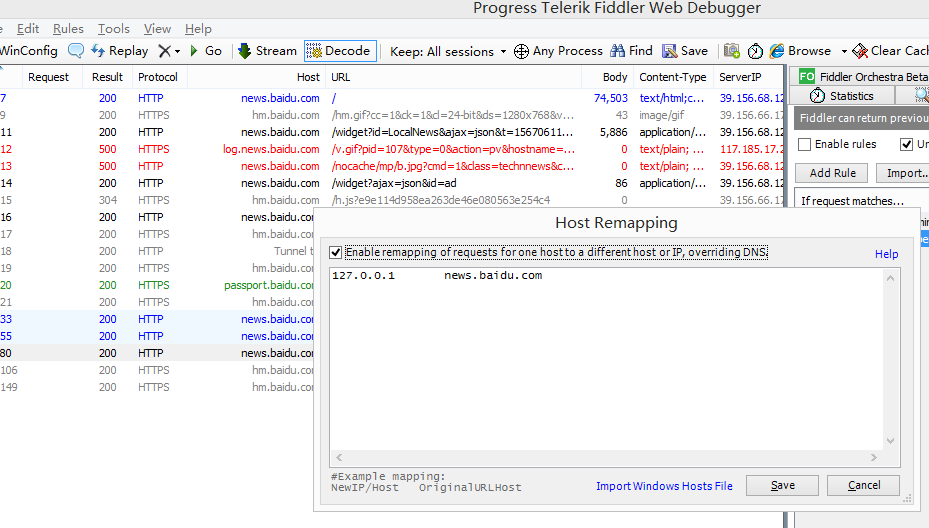 Progress Telerik Fiddler Web Debugger
Edit Rules Tools View Help
WinConfig Replay Go Stream Decode Keep: All sessions Any Process Find Save Browse Clear Cach
Request Result Protocol Host URL Body Content-Type ServerIP
7 200 HTTP news.baidu.com / 74,503 text/html;c... 39.156.68.12
9 200 HTTPS hm.baidu.com /hm.gif?cc=1&ck=1&cl=24-bit&ds=1280x768&v... 43 image/gif 39.156.66.17
11 200 HTTP news.baidu.com /widget?id=LocalNews&ajax=json&t=15670611... 5,886 application/... 39.156.68.12
12 500 HTTPS log.news.baidu.com /v.gif?pid=107&type=0&action=pv&hostname=... 0 text/plain; ... 117.185.17.2
13 500 HTTP news.baidu.com /nocache/mp/b.jpg?cmd=1&class=technnews&c... 0 text/plain; ... 39.156.68.12
14 200 HTTP news.baidu.com /widget?ajax=json&id=ad 86 application/... 39.156.68.12
15 304 HTTPS hm.baidu.com /h.js?e9e114d958ea263de46e080563e254c4 0 39.156.66.17
16 200 HTTP news.baidu.com
17 200 HTTPS hm.baidu.co
18 200 HTTP Tunnel t
19 200 HTTPS hm.baidu.co
20 200 HTTP passport.baidu.co
21 200 HTTPS hm.baidu.co
33 200 HTTP news.baidu.co
55 200 HTTP news.baidu.co
80 200 HTTP news.baidu.co
106 200 HTTPS hm.baidu.co
149 200 HTTPS hm.baidu.co
FO Fiddler Orchestra Beta
Statistics
Fiddler can return previou
Enable rules Un
Add Rule Import..
If request matches...
Host Remapping
Enable remapping of requests for one host to a different host or IP, overriding DNS.
Help
127.0.0.1 news.baidu.com
#Example mapping:
NewIP/Host OriginalURLHost
Import Windows Hosts File Save Cancel